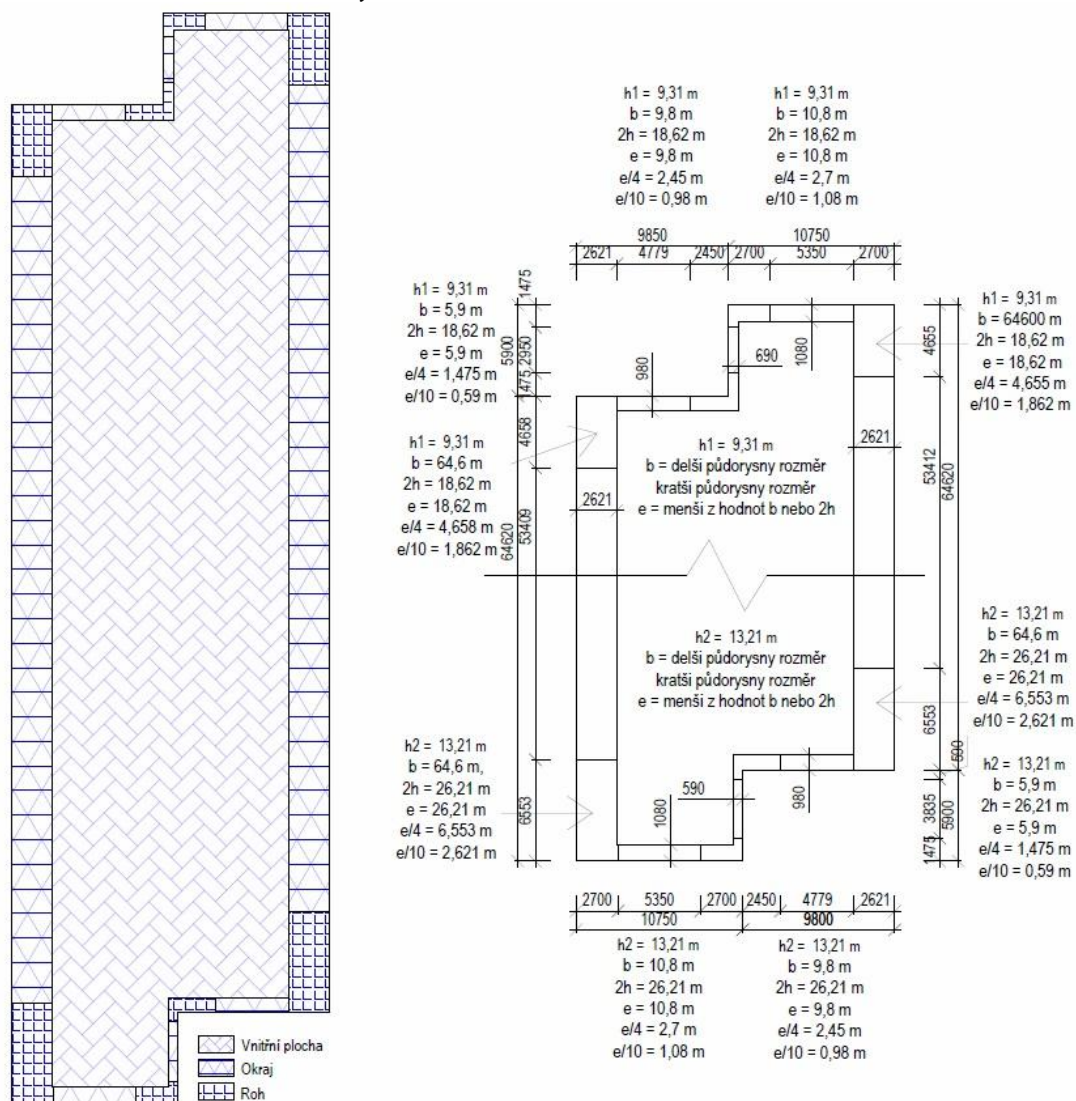 h1 = 9,31 m
b = 9,8 m
2h = 18,62 m
e = 9,8 m
e/4 = 2,45 m
e/10 = 0,98 m
h1 = 9,31 m
b = 10,8 m
2h = 18,62 m
e = 10,8 m
e/4 = 2,7 m
e/10 = 1,08 m
9850
10750
2621
4779
2450
2700
5350
2700
h1 = 9,31 m
b = 5,9 m
2h = 18,62 m
e = 5,9 m
e/4 = 1,475 m
e/10 = 0,59 m
1475
5900
2950
1475
4658
980
690
1080
4655
h1 = 9,31 m
b = 64600 m
2h = 18,62 m
e = 18,62 m
e/4 = 4,655 m
e/10 = 1,862 m
h1 = 9,31 m
b = 64,6 m
2h = 18,62 m
e = 18,62 m
e/4 = 4,658 m
e/10 = 1,862 m
64620
53409
2621
h1 = 9,31 m
b = delši půdorysny rozměr
kratši půdorysny rozměr
e = menši z hodnot b nebo 2h
2621
53412
64620
h2 = 13,21 m
b = delši půdorysny rozměr
kratši půdorysny rozměr
e = menši z hodnot b nebo 2h
h2 = 13,21 m
b = 64,6 m
2h = 26,21 m
e = 26,21 m
e/4 = 6,553 m
e/10 = 2,621 m
6553
590
h2 = 13,21 m
b = 64,6 m,
2h = 26,21 m
e = 26,21 m
e/4 = 6,553 m
e/10 = 2,621 m
6553
590
1080
980
3835
5900
1475
h2 = 13,21 m
b = 5,9 m
2h = 26,21 m
e = 5,9 m
e/4 = 1,475 m
e/10 = 0,59 m
2700
5350
2700
2450
4779
2621
10750
9800
h2 = 13,21 m
b = 10,8 m
2h = 26,21 m
e = 10,8 m
e/4 = 2,7 m
e/10 = 1,08 m
h2 = 13,21 m
b = 9,8 m
2h = 26,21 m
e = 9,8 m
e/4 = 2,45 m
e/10 = 0,98 m
Vnitřní plocha
Okraj
Roh